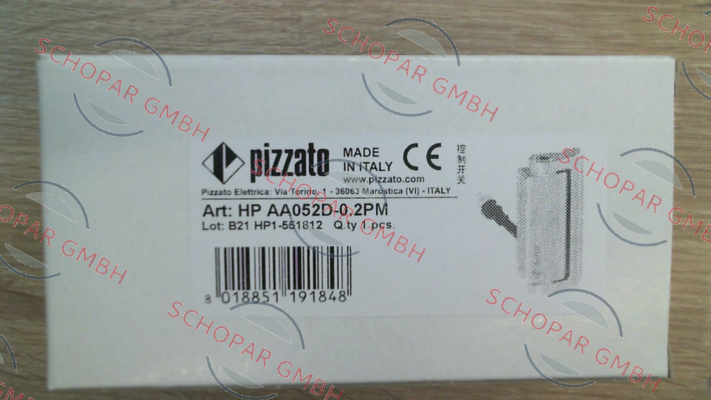 pizzato
MADE
IN ITALY
CE
www.pizzato.com
控制开关
Pizzato Elettrica: Via Torino, 1 - 36063 Marostica (VI) - ITALY
Art: HP AA052D-0.2PM
Lot: B21 HP1-551812 Q.ty 1 pcs.
8 018851 191848
SCHOPAR GMBH
SCHOPAR GMBH
SCHOPAR GMBH
SCHOPAR GMBH
SCHOPAR GMBH
SCHOPAR GMBH
SCHOPAR GMBH